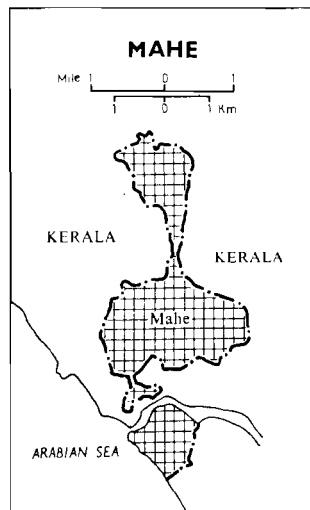 MAHE
Mile 1 0 1
1 0 1 Km
KERALA
KERALA
Mahe
ARABIAN SEA